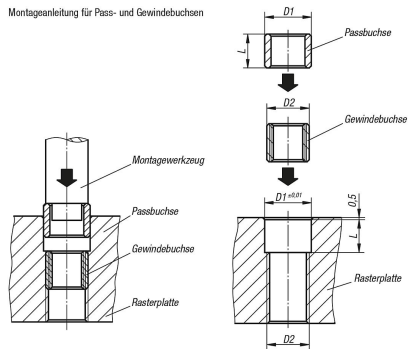 Montageanleitung für Pass- und Gewindebuchsen
D1
L
Passbuchse
D2
Gewindebuchse
Montagewerkzeug
Passbuchse
Gewindebuchse
Rasterplatte
D1 ±0,01
0,5
L
Rasterplatte
D2